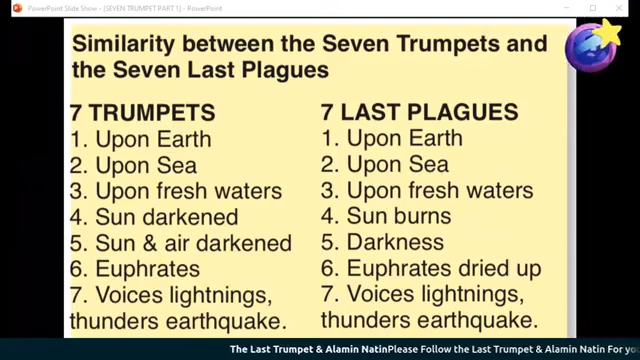 PowerPoint Slide Show - [SEVEN TRUMPET PART 1] - PowerPoint
Similarity between the Seven Trumpets and
the Seven Last Plagues
7 TRUMPETS
1. Upon Earth
2. Upon Sea
3. Upon fresh waters
4. Sun darkened
5. Sun & air darkened
6. Euphrates
7. Voices lightnings,
thunders earthquake.
7 LAST PLAGUES
1. Upon Earth
2. Upon Sea
3. Upon fresh waters
4. Sun burns
5. Darkness
6. Euphrates dried up
7. Voices lightnings,
thunders earthquake.
The Last Trumpet & Alamin NatinPlease Follow the Last Trumpet & Alamin Natin For yo